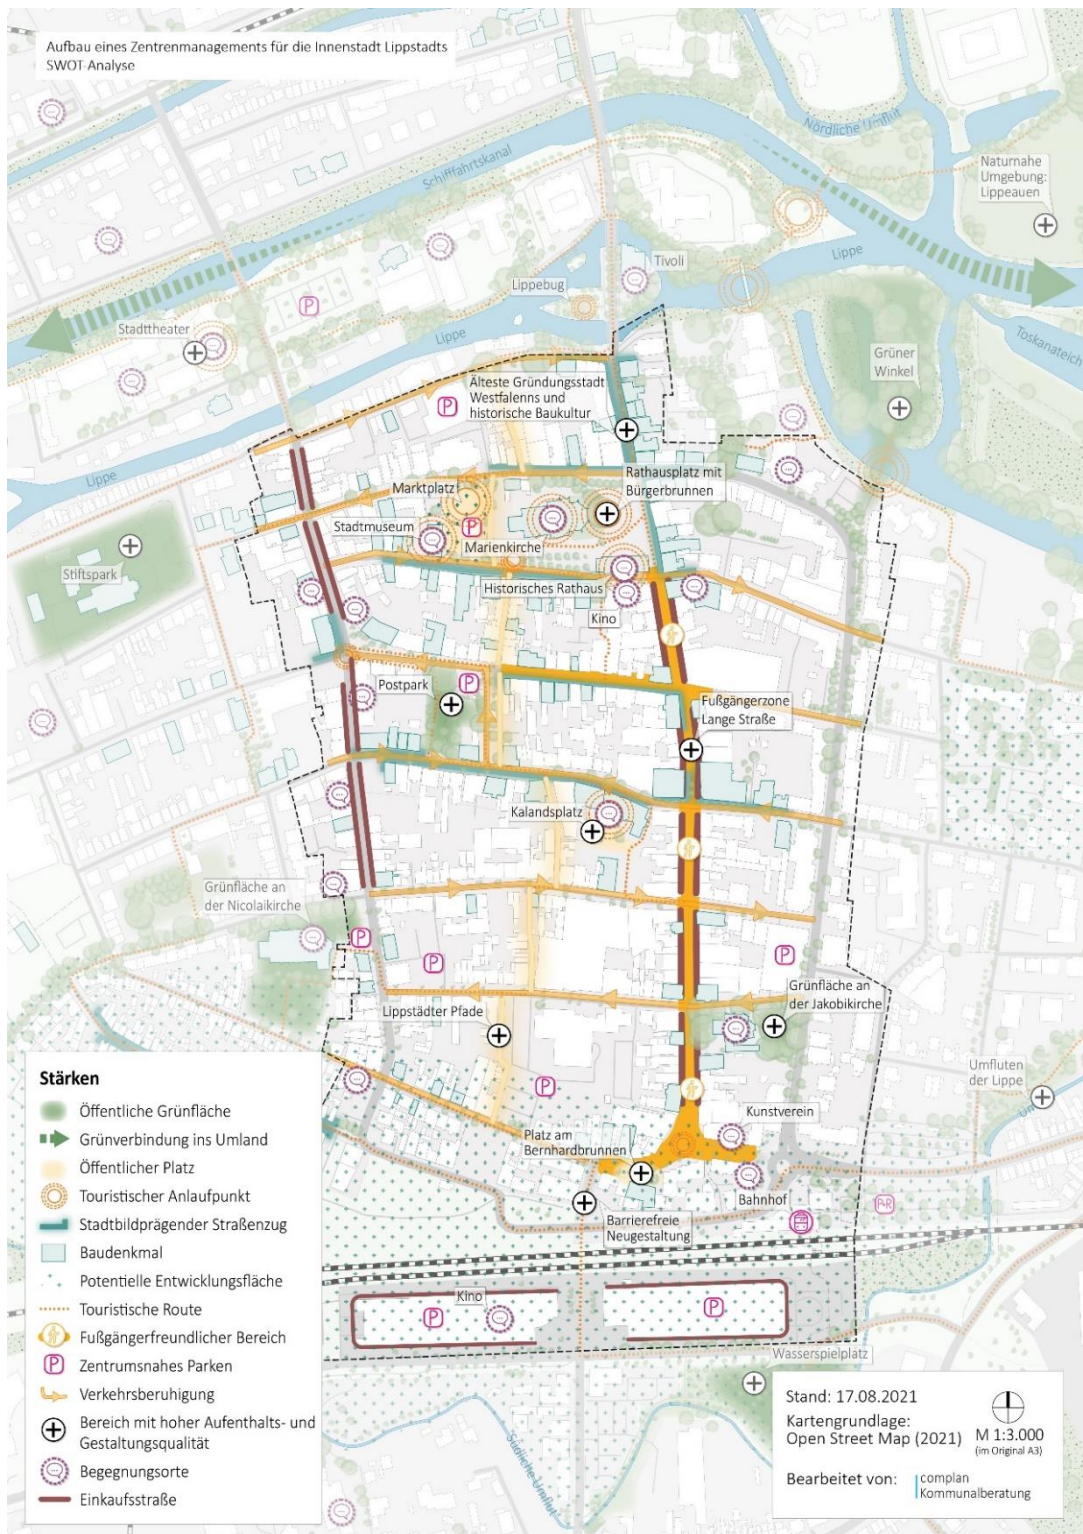 Aufbau eines Zentrenmanagements für die Innenstadt Lippstadts
SWOT-Analyse
Nördliche Umflut
Schifffahrtskanal
Naturnahe
Umgebung:
Lippeauen
Tivoli
Lippe
Lippebug
P
Stadttheater
Lippe
Toskanateich
Grüner
Winkel
Älteste Gründungsstadt
Westfalenns und
historische Baukultur
P
Lippe
Rathausplatz mit
Bürgerbrunnen
Marktplatz
Stadtmuseum
P
Marienkirche
Stiftspark
Historisches Rathaus
Kino
Postpark
P
Fußgängerzone
Lange Straße
Kalandsplatz
Grünfläche an
der Nicolaikirche
P
P
P
Grünfläche an
der Jakobikirche
Lippstädter Pfade
Umfluten
der Lippe
P
Kunstverein
Platz am
Bernhardbrunnen
Bahnhof
P+R
Barrierefreie
Neugestaltung
Kino
P
P
Wasserspielplatz
Südliche Umflut
Stärken
Öffentliche Grünfläche
Grünverbindung ins Umland
Öffentlicher Platz
Touristischer Anlaufpunkt
Stadtbildprägender Straßenzug
Baudenkmal
Potentielle Entwicklungsfläche
Touristische Route
Fußgängerfreundlicher Bereich
P Zentrumsnahes Parken
Verkehrsberuhigung
Bereich mit hoher Aufenthalts- und
Gestaltungsqualität
Begegnungsorte
Einkaufsstraße
Stand: 17.08.2021
Kartengrundlage:
Open Street Map (2021)
M 1:3.000
(im Original A3)
Bearbeitet von:
complan
Kommunalberatung